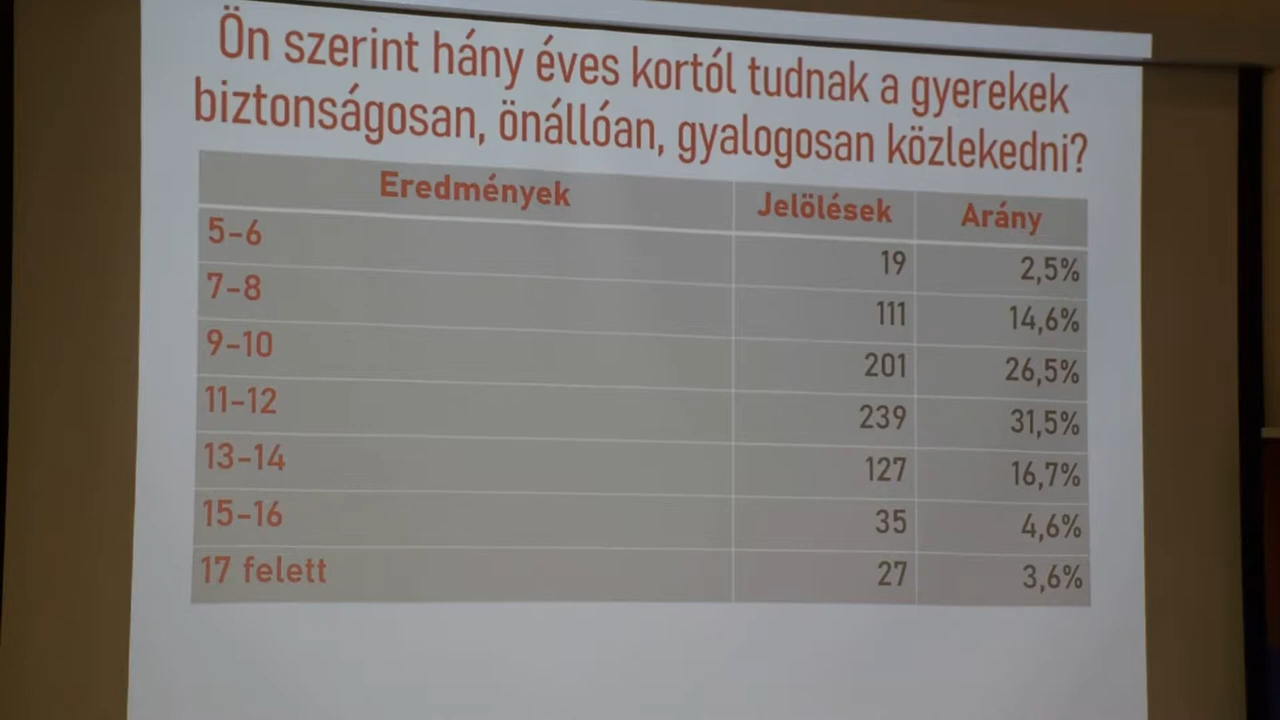 Ön szerint hány éves kortól tudnak a gyerekek
biztonságosan, önállóan, gyalogosan közlekedni?
Eredmények Jelölések Arány
5-6 19 2,5%
7-8 111 14,6%
9-10 201 26,5%
11-12 239 31,5%
13-14 127 16,7%
15-16 35 4,6%
17 felett 27 3,6%